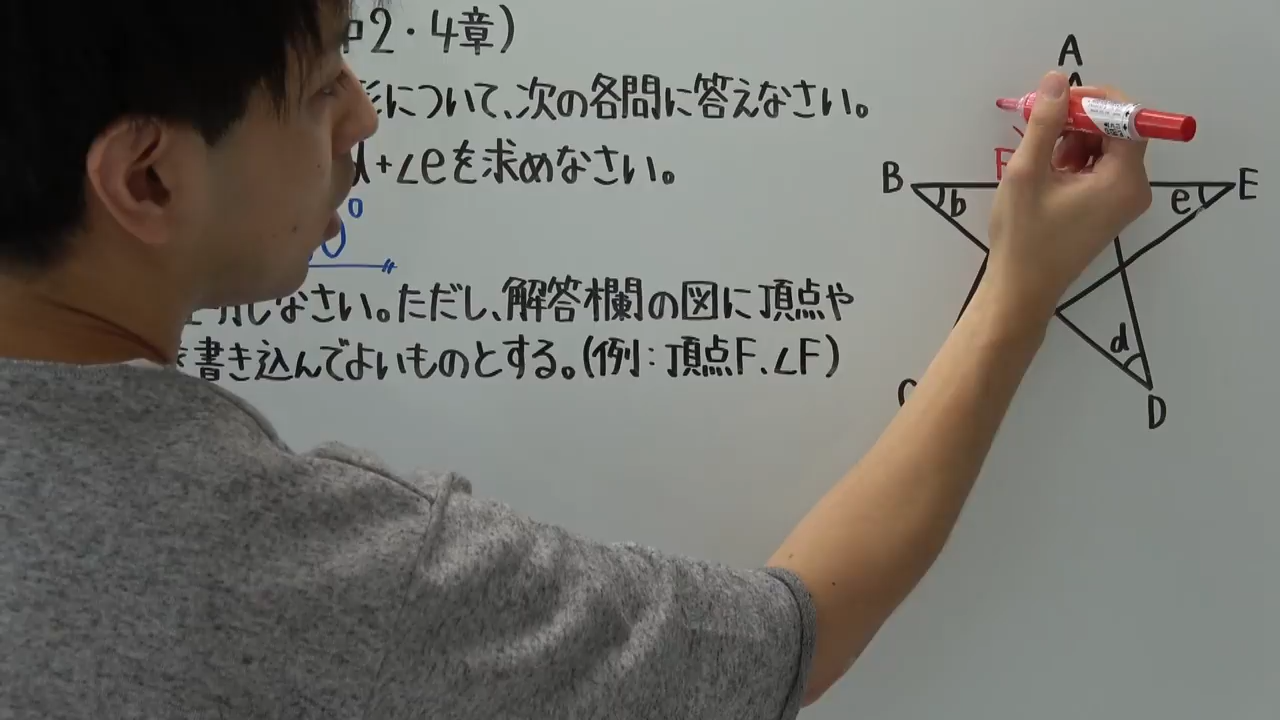 中2・4章)
形について、次の各問に答えなさい。
+∠eを求めなさい。
0°
しなさい。ただし、解答欄の図に頂点や
を書き込んでよいものとする。(例:頂点F、∠F)
A
B
F
E
b
e
d
C
D